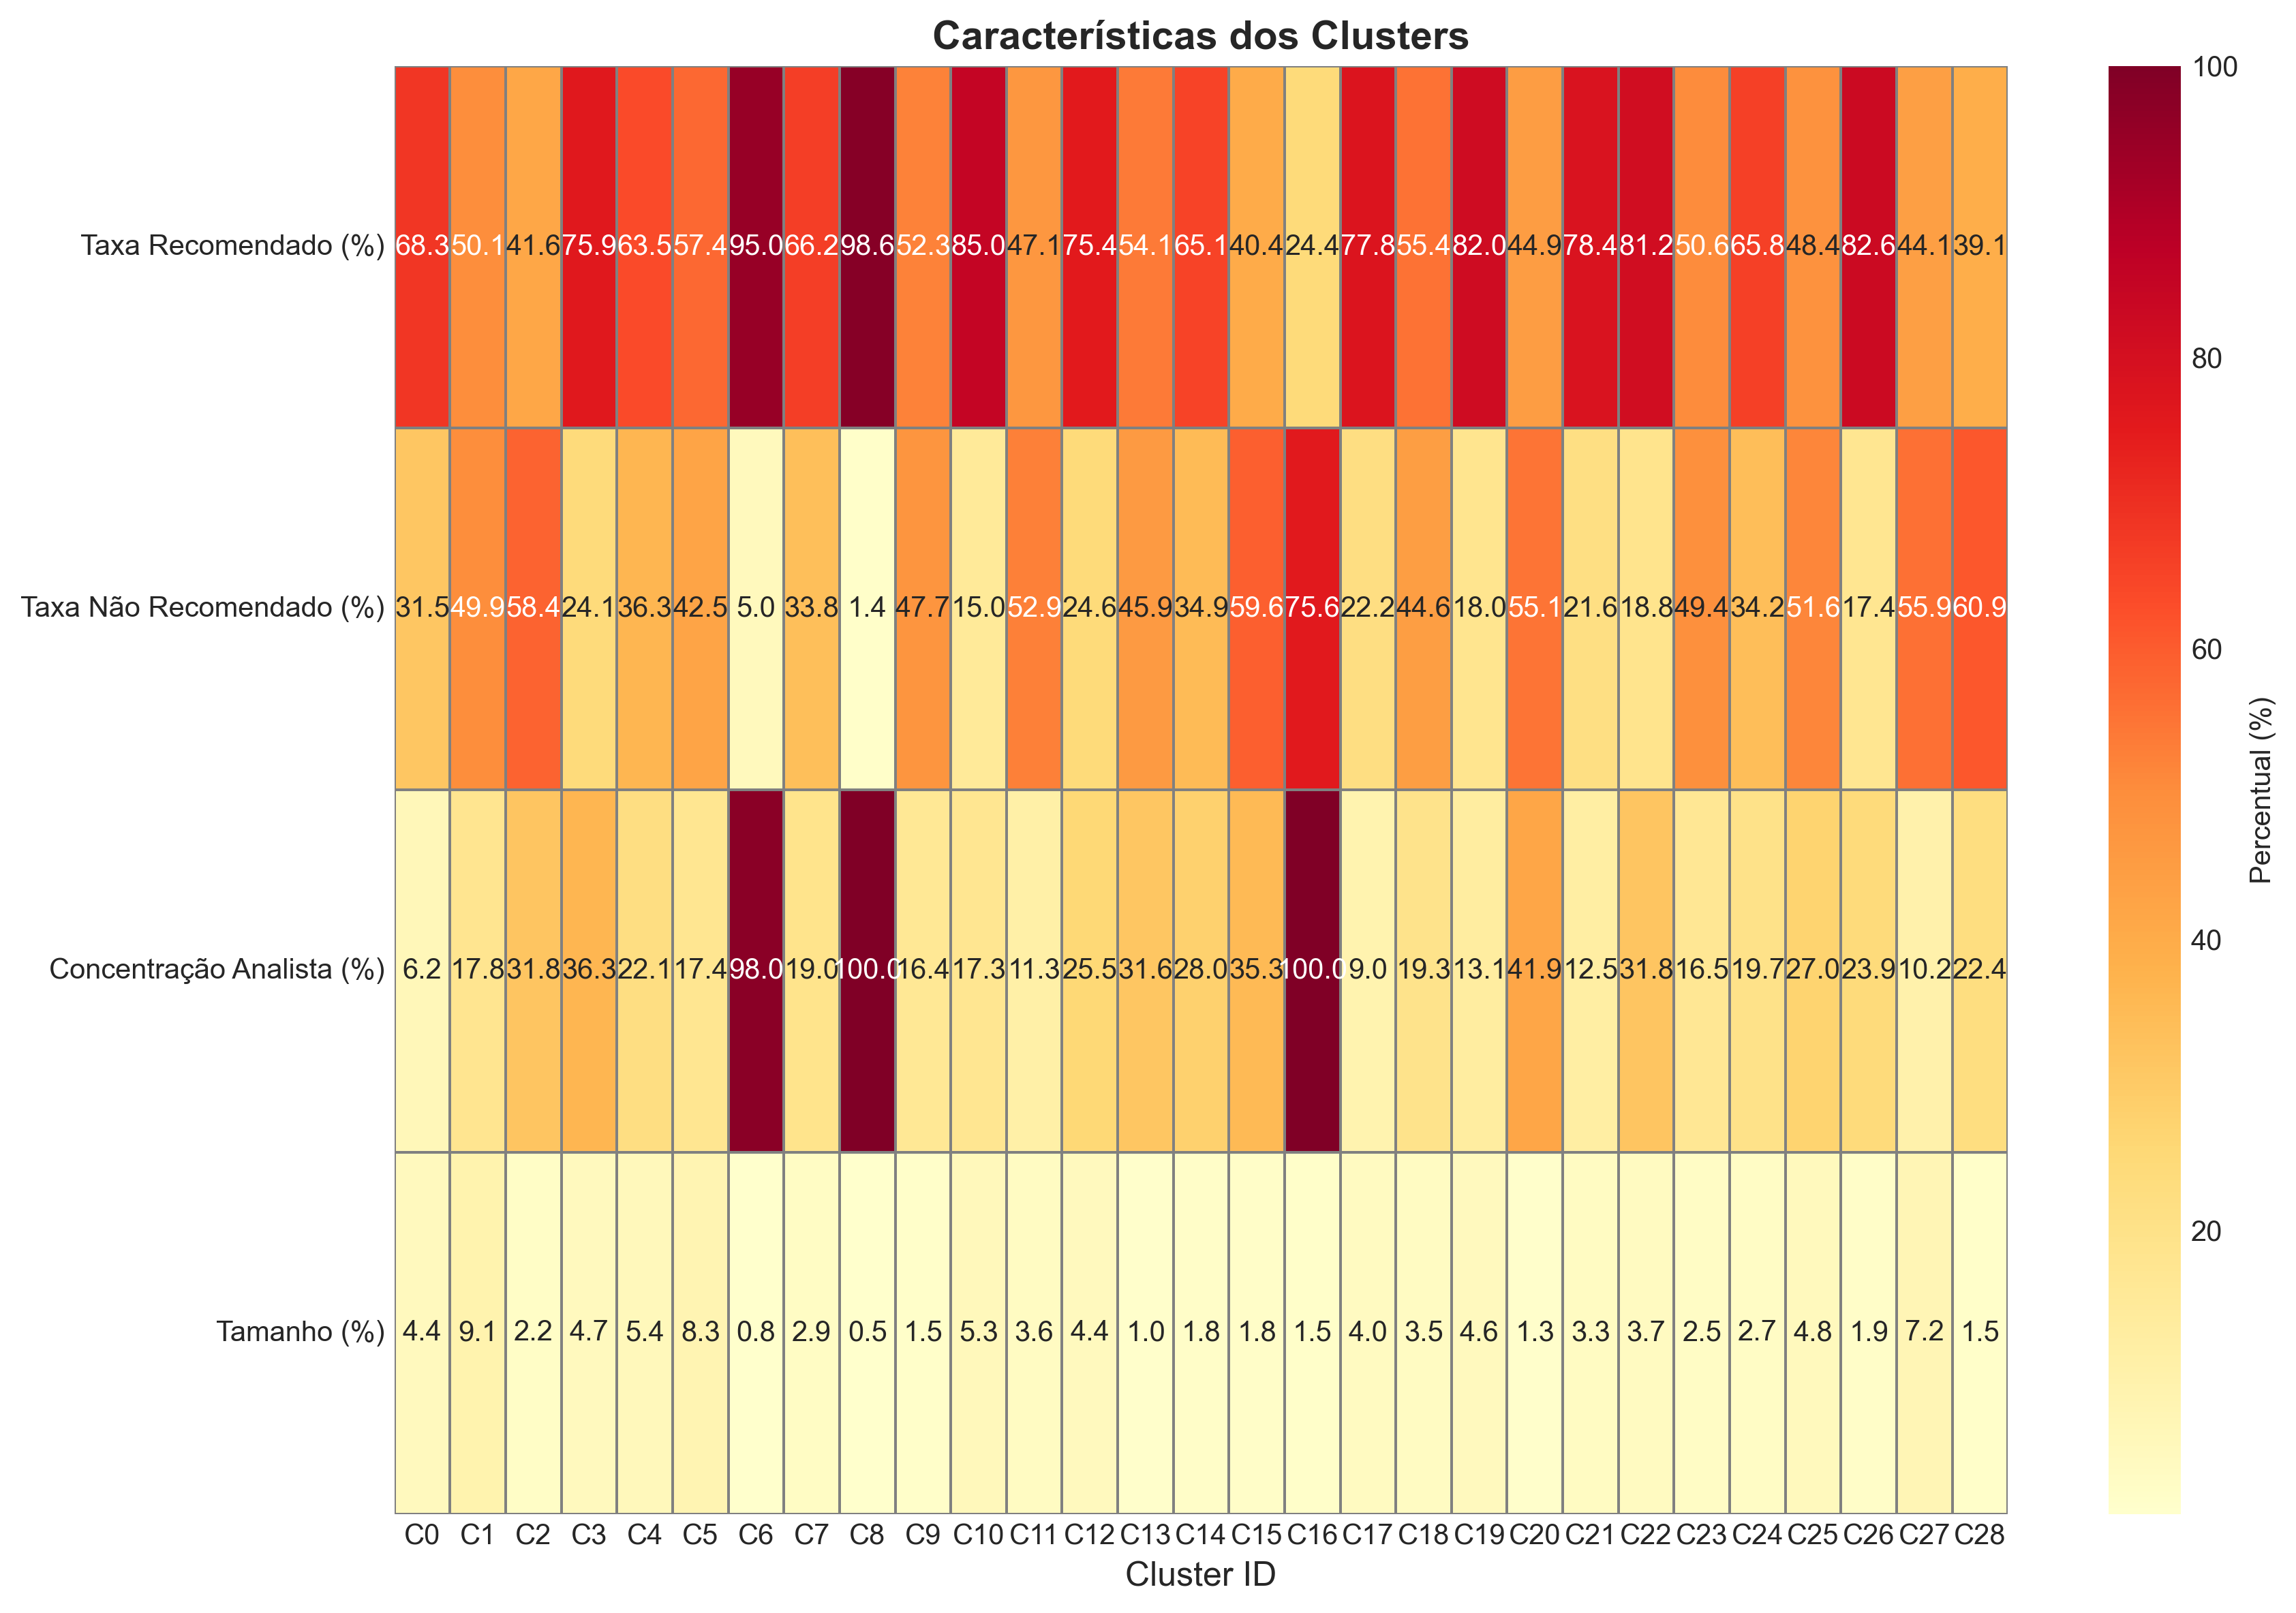 Características dos Clusters
Taxa Recomendado (%) 68.3 50.1 41.6 75.9 63.5 57.4 95.0 66.2 98.6 52.3 85.0 47.1 75.4 54.1 65.1 40.4 24.4 77.8 55.4 82.0 44.9 78.4 81.2 50.6 65.8 48.4 82.6 44.1 39.1
Taxa Não Recomendado (%) 31.5 49.9 58.4 24.1 36.3 42.5 5.0 33.8 1.4 47.7 15.0 52.9 24.6 45.9 34.9 59.6 75.6 22.2 44.6 18.0 55.1 21.6 18.8 49.4 34.2 51.6 17.4 55.9 60.9
Concentração Analista (%) 6.2 17.8 31.8 36.3 22.1 17.4 98.0 19.0 100.0 16.4 17.3 11.3 25.5 31.6 28.0 35.3 100.0 9.0 19.3 13.1 41.9 12.5 31.8 16.5 19.7 27.0 23.9 10.2 22.4
Tamanho (%) 4.4 9.1 2.2 4.7 5.4 8.3 0.8 2.9 0.5 1.5 5.3 3.6 4.4 1.0 1.8 1.8 1.5 4.0 3.5 4.6 1.3 3.3 3.7 2.5 2.7 4.8 1.9 7.2 1.5
C0 C1 C2 C3 C4 C5 C6 C7 C8 C9 C10 C11 C12 C13 C14 C15 C16 C17 C18 C19 C20 C21 C22 C23 C24 C25 C26 C27 C28
Cluster ID
100
80
60
40
20
Percentual (%)